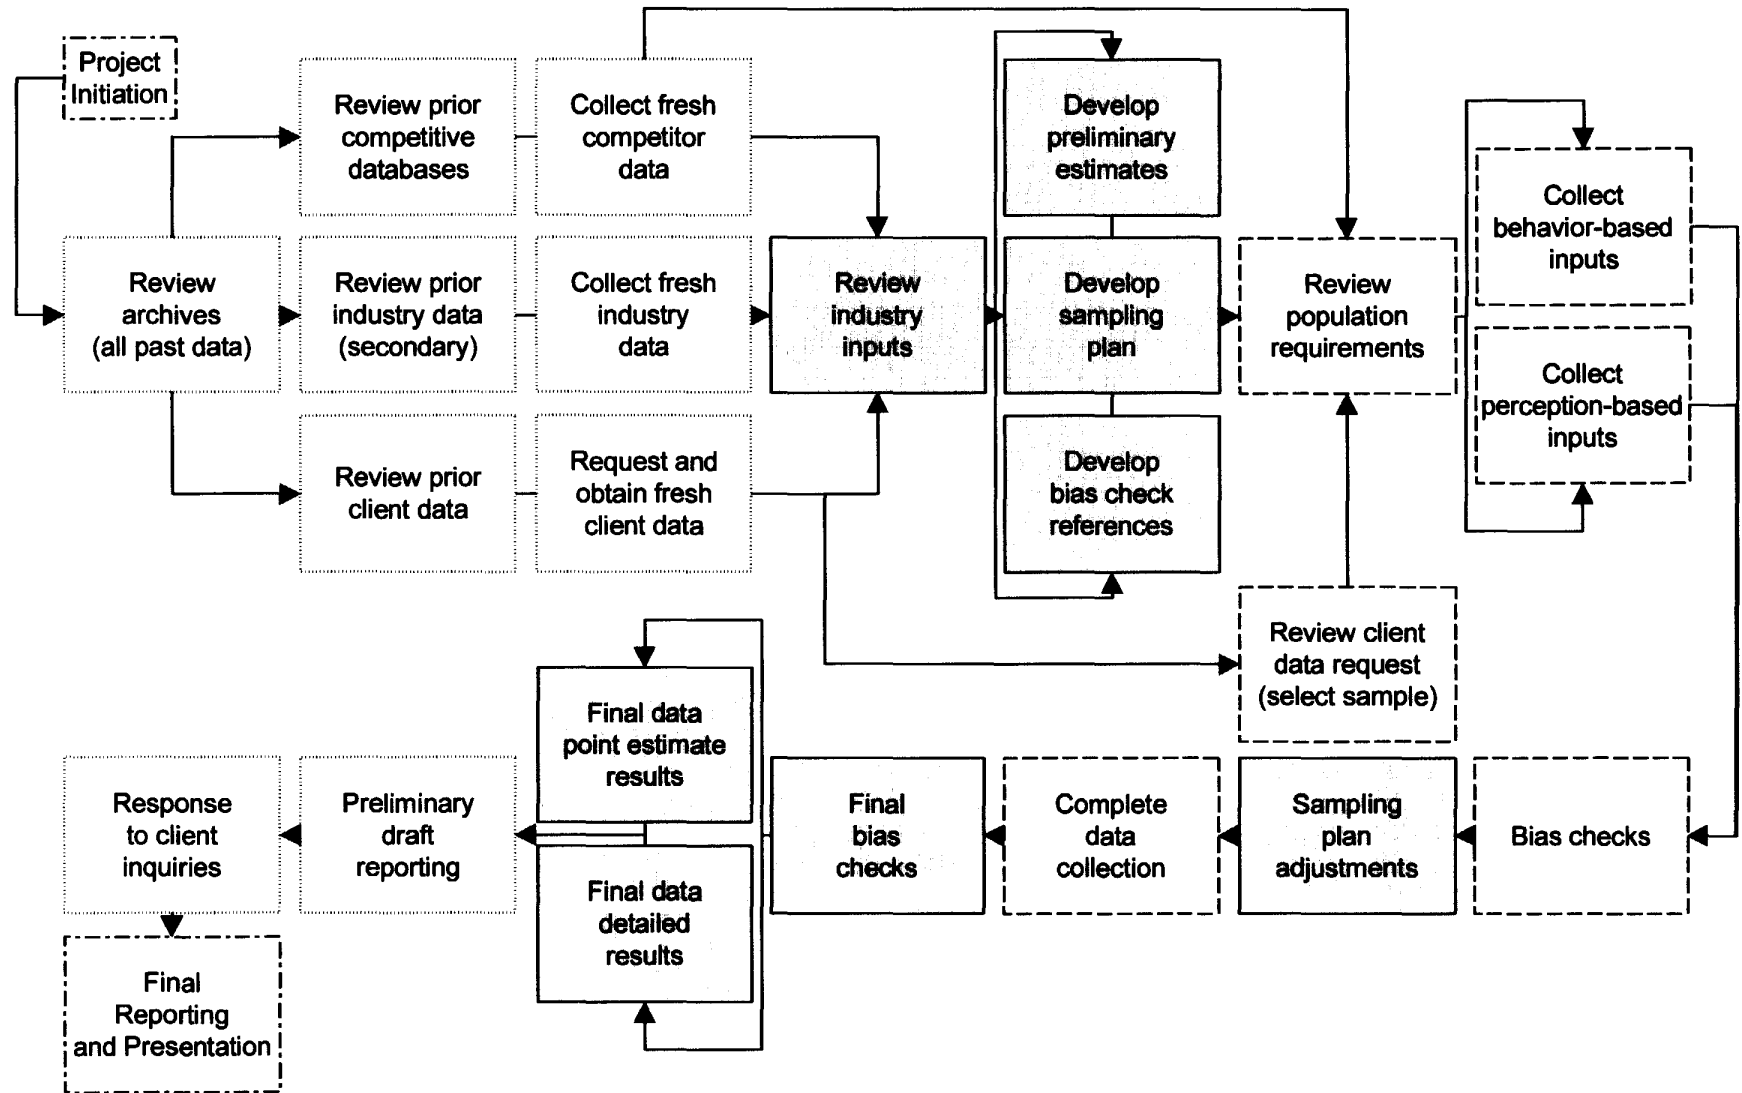 Project
Initiation
Review prior
competitive
databases
Collect fresh
competitor
data
Develop
preliminary
estimates
Collect
behavior-based
inputs
Review
archives
(all past data)
Review prior
industry data
(secondary)
Collect fresh
industry
data
Review
industry
inputs
Develop
sampling
plan
Review
population
requirements
Collect
perception-based
inputs
Review prior
client data
Request and
obtain fresh
client data
Develop
bias check
references
Review client
data request
(select sample)
Final data
point estimate
results
Response
to client
inquiries
Preliminary
draft
reporting
Final
bias
checks
Complete
data
collection
Sampling
plan
adjustments
Bias checks
Final data
detailed
results
Final
Reporting
and Presentation